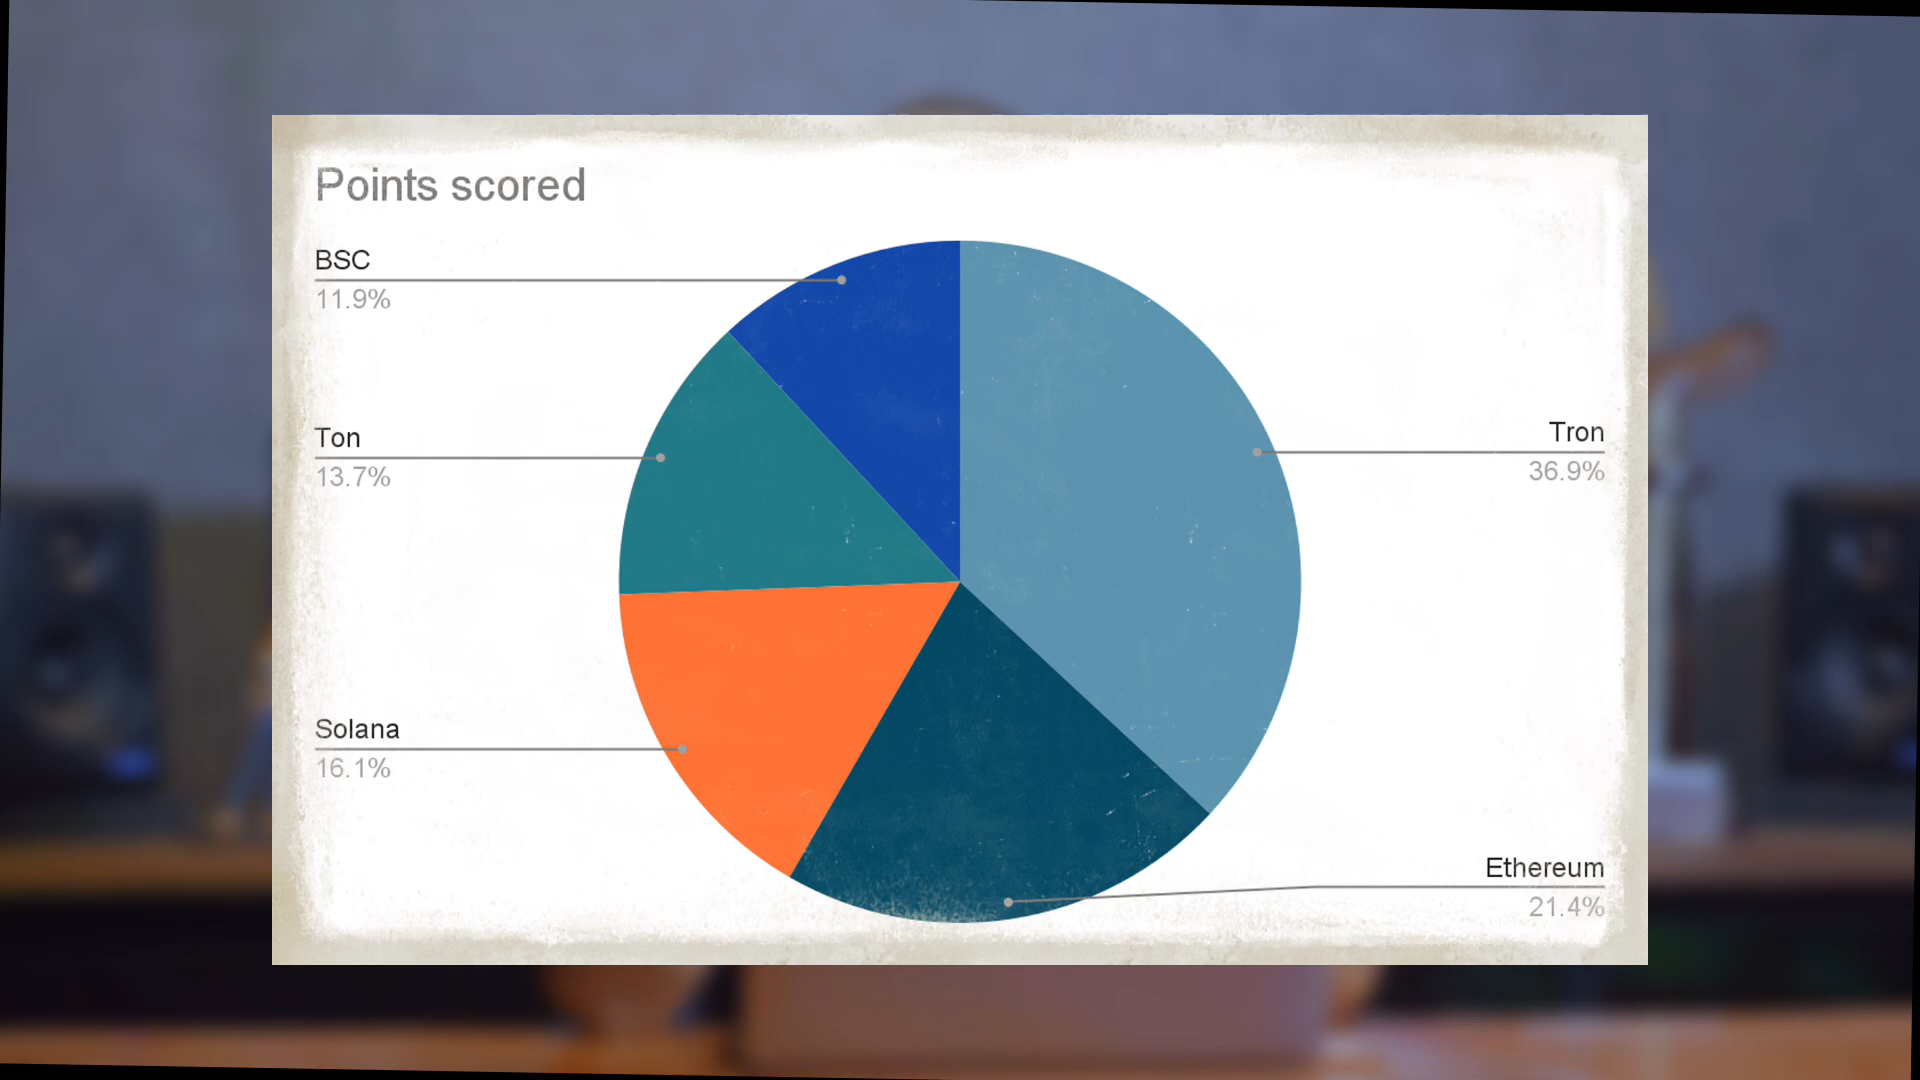 Points scored
BSC
11.9%
Ton
13.7%
Solana
16.1%
Tron
36.9%
Ethereum
21.4%